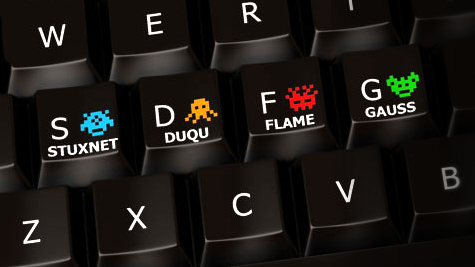 W E R
S D F G
STUXNET DUQU FLAME GAUSS
Z X C V B